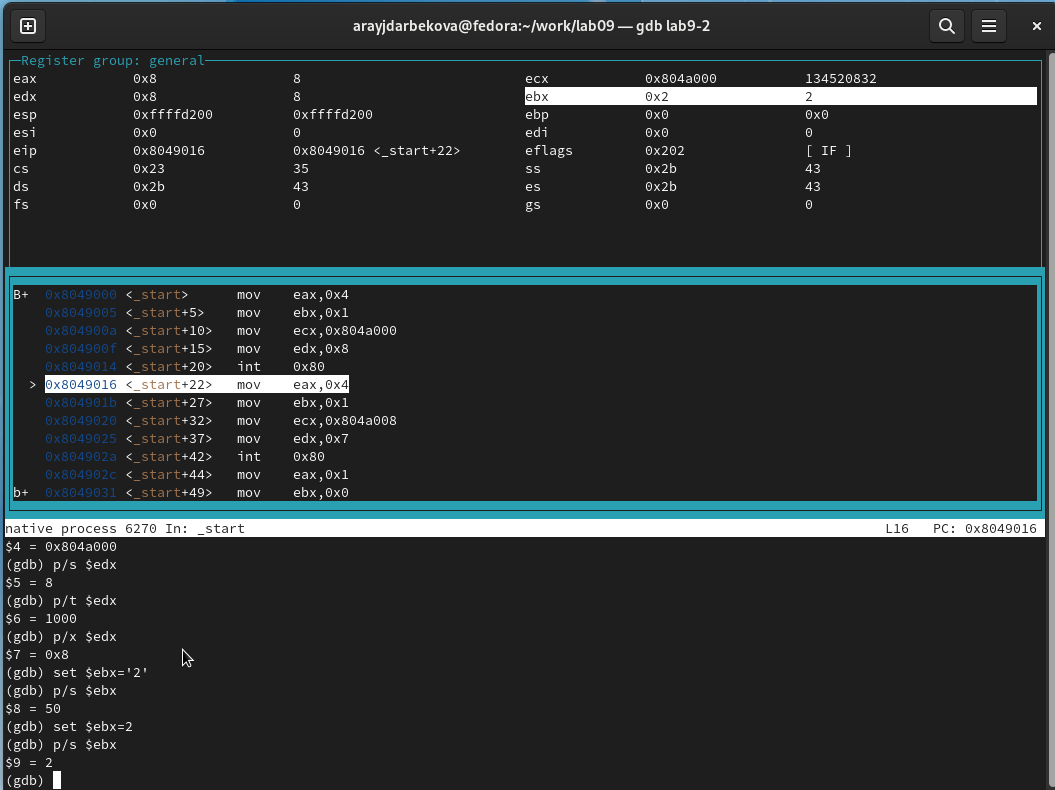 arayjdarbekova@fedora:~/work/lab09 — gdb lab9-2
Register group: general
eax 0x8 8 ecx 0x804a000 134520832
edx 0x8 8 ebx 0x2 2
esp 0xffffd200 0xffffd200 ebp 0x0 0x0
esi 0x0 0 edi 0x0 0
eip 0x8049016 0x8049016 <_start+22> eflags 0x202 [ IF ]
cs 0x23 35 ss 0x2b 43
ds 0x2b 43 es 0x2b 43
fs 0x0 0 gs 0x0 0
B+ 0x8049000 <_start> mov eax,0x4
0x8049005 <_start+5> mov ebx,0x1
0x804900a <_start+10> mov ecx,0x804a000
0x804900f <_start+15> mov edx,0x8
0x8049014 <_start+20> int 0x80
> 0x8049016 <_start+22> mov eax,0x4
0x804901b <_start+27> mov ebx,0x1
0x8049020 <_start+32> mov ecx,0x804a008
0x8049025 <_start+37> mov edx,0x7
0x804902a <_start+42> int 0x80
0x804902c <_start+44> mov eax,0x1
b+ 0x8049031 <_start+49> mov ebx,0x0
native process 6270 In: _start L16 PC: 0x8049016
$4 = 0x804a000
(gdb) p/s $edx
$5 = 8
(gdb) p/t $edx
$6 = 1000
(gdb) p/x $edx
$7 = 0x8
(gdb) set $ebx='2'
(gdb) p/s $ebx
$8 = 50
(gdb) set $ebx=2
(gdb) p/s $ebx
$9 = 2
(gdb)